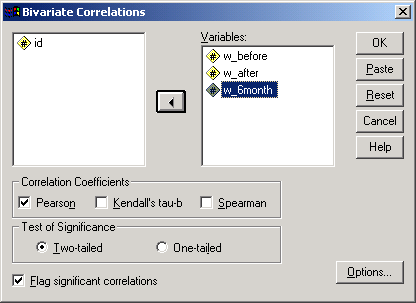 Bivariate Correlations
id
Variables:
# w_before
# w_after
# w_6month
OK
Paste
Reset
Cancel
Help
Correlation Coefficients
Pearson Kendall's tau-b Spearman
Test of Significance
Two-tailed One-tailed
Flag significant correlations
Options...